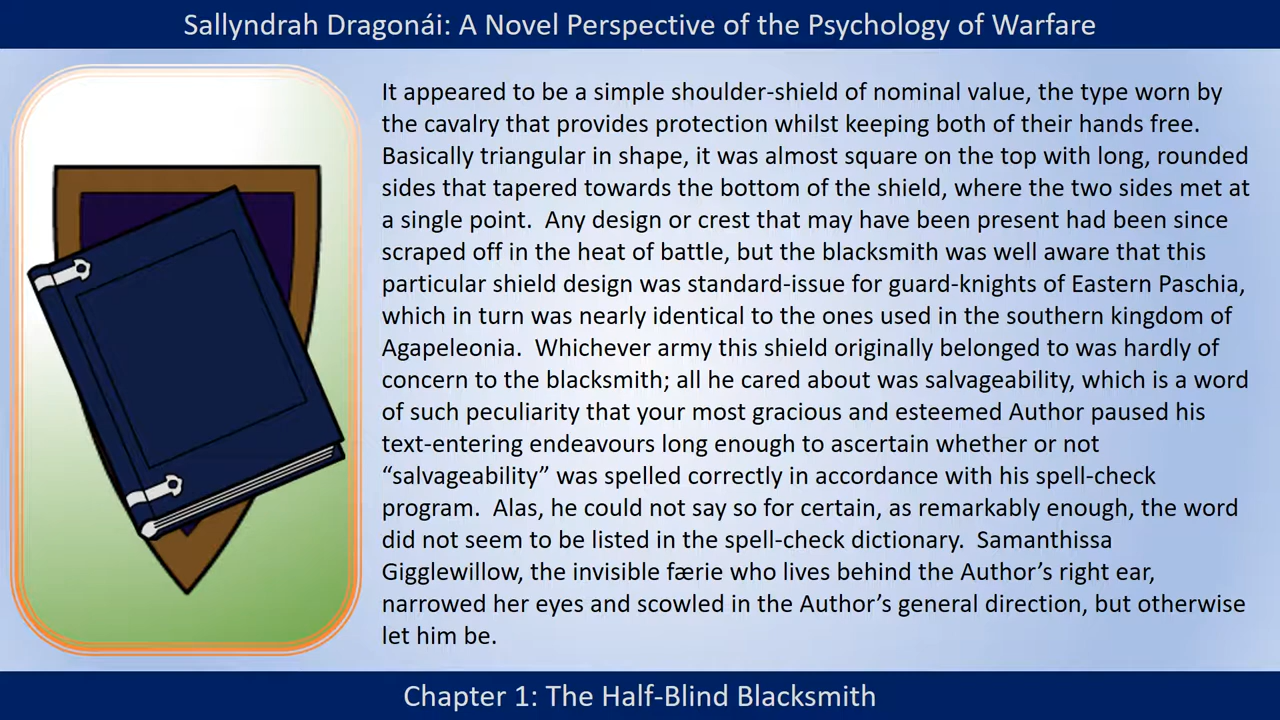 Sallyndrah Dragonái: A Novel Perspective of the Psychology of Warfare
It appeared to be a simple shoulder-shield of nominal value, the type worn by
the cavalry that provides protection whilst keeping both of their hands free.
Basically triangular in shape, it was almost square on the top with long, rounded
sides that tapered towards the bottom of the shield, where the two sides met at
a single point.  Any design or crest that may have been present had been since
scraped off in the heat of battle, but the blacksmith was well aware that this
particular shield design was standard-issue for guard-knights of Eastern Paschia,
which in turn was nearly identical to the ones used in the southern kingdom of
Agapeleonia.  Whichever army this shield originally belonged to was hardly of
concern to the blacksmith; all he cared about was salvageability, which is a word
of such peculiarity that your most gracious and esteemed Author paused his
text-entering endeavours long enough to ascertain whether or not
“salvageability” was spelled correctly in accordance with his spell-check
program.  Alas, he could not say so for certain, as remarkably enough, the word
did not seem to be listed in the spell-check dictionary.  Samanthissa
Gigglewillow, the invisible færie who lives behind the Author’s right ear,
narrowed her eyes and scowled in the Author’s general direction, but otherwise
let him be.
Chapter 1: The Half-Blind Blacksmith